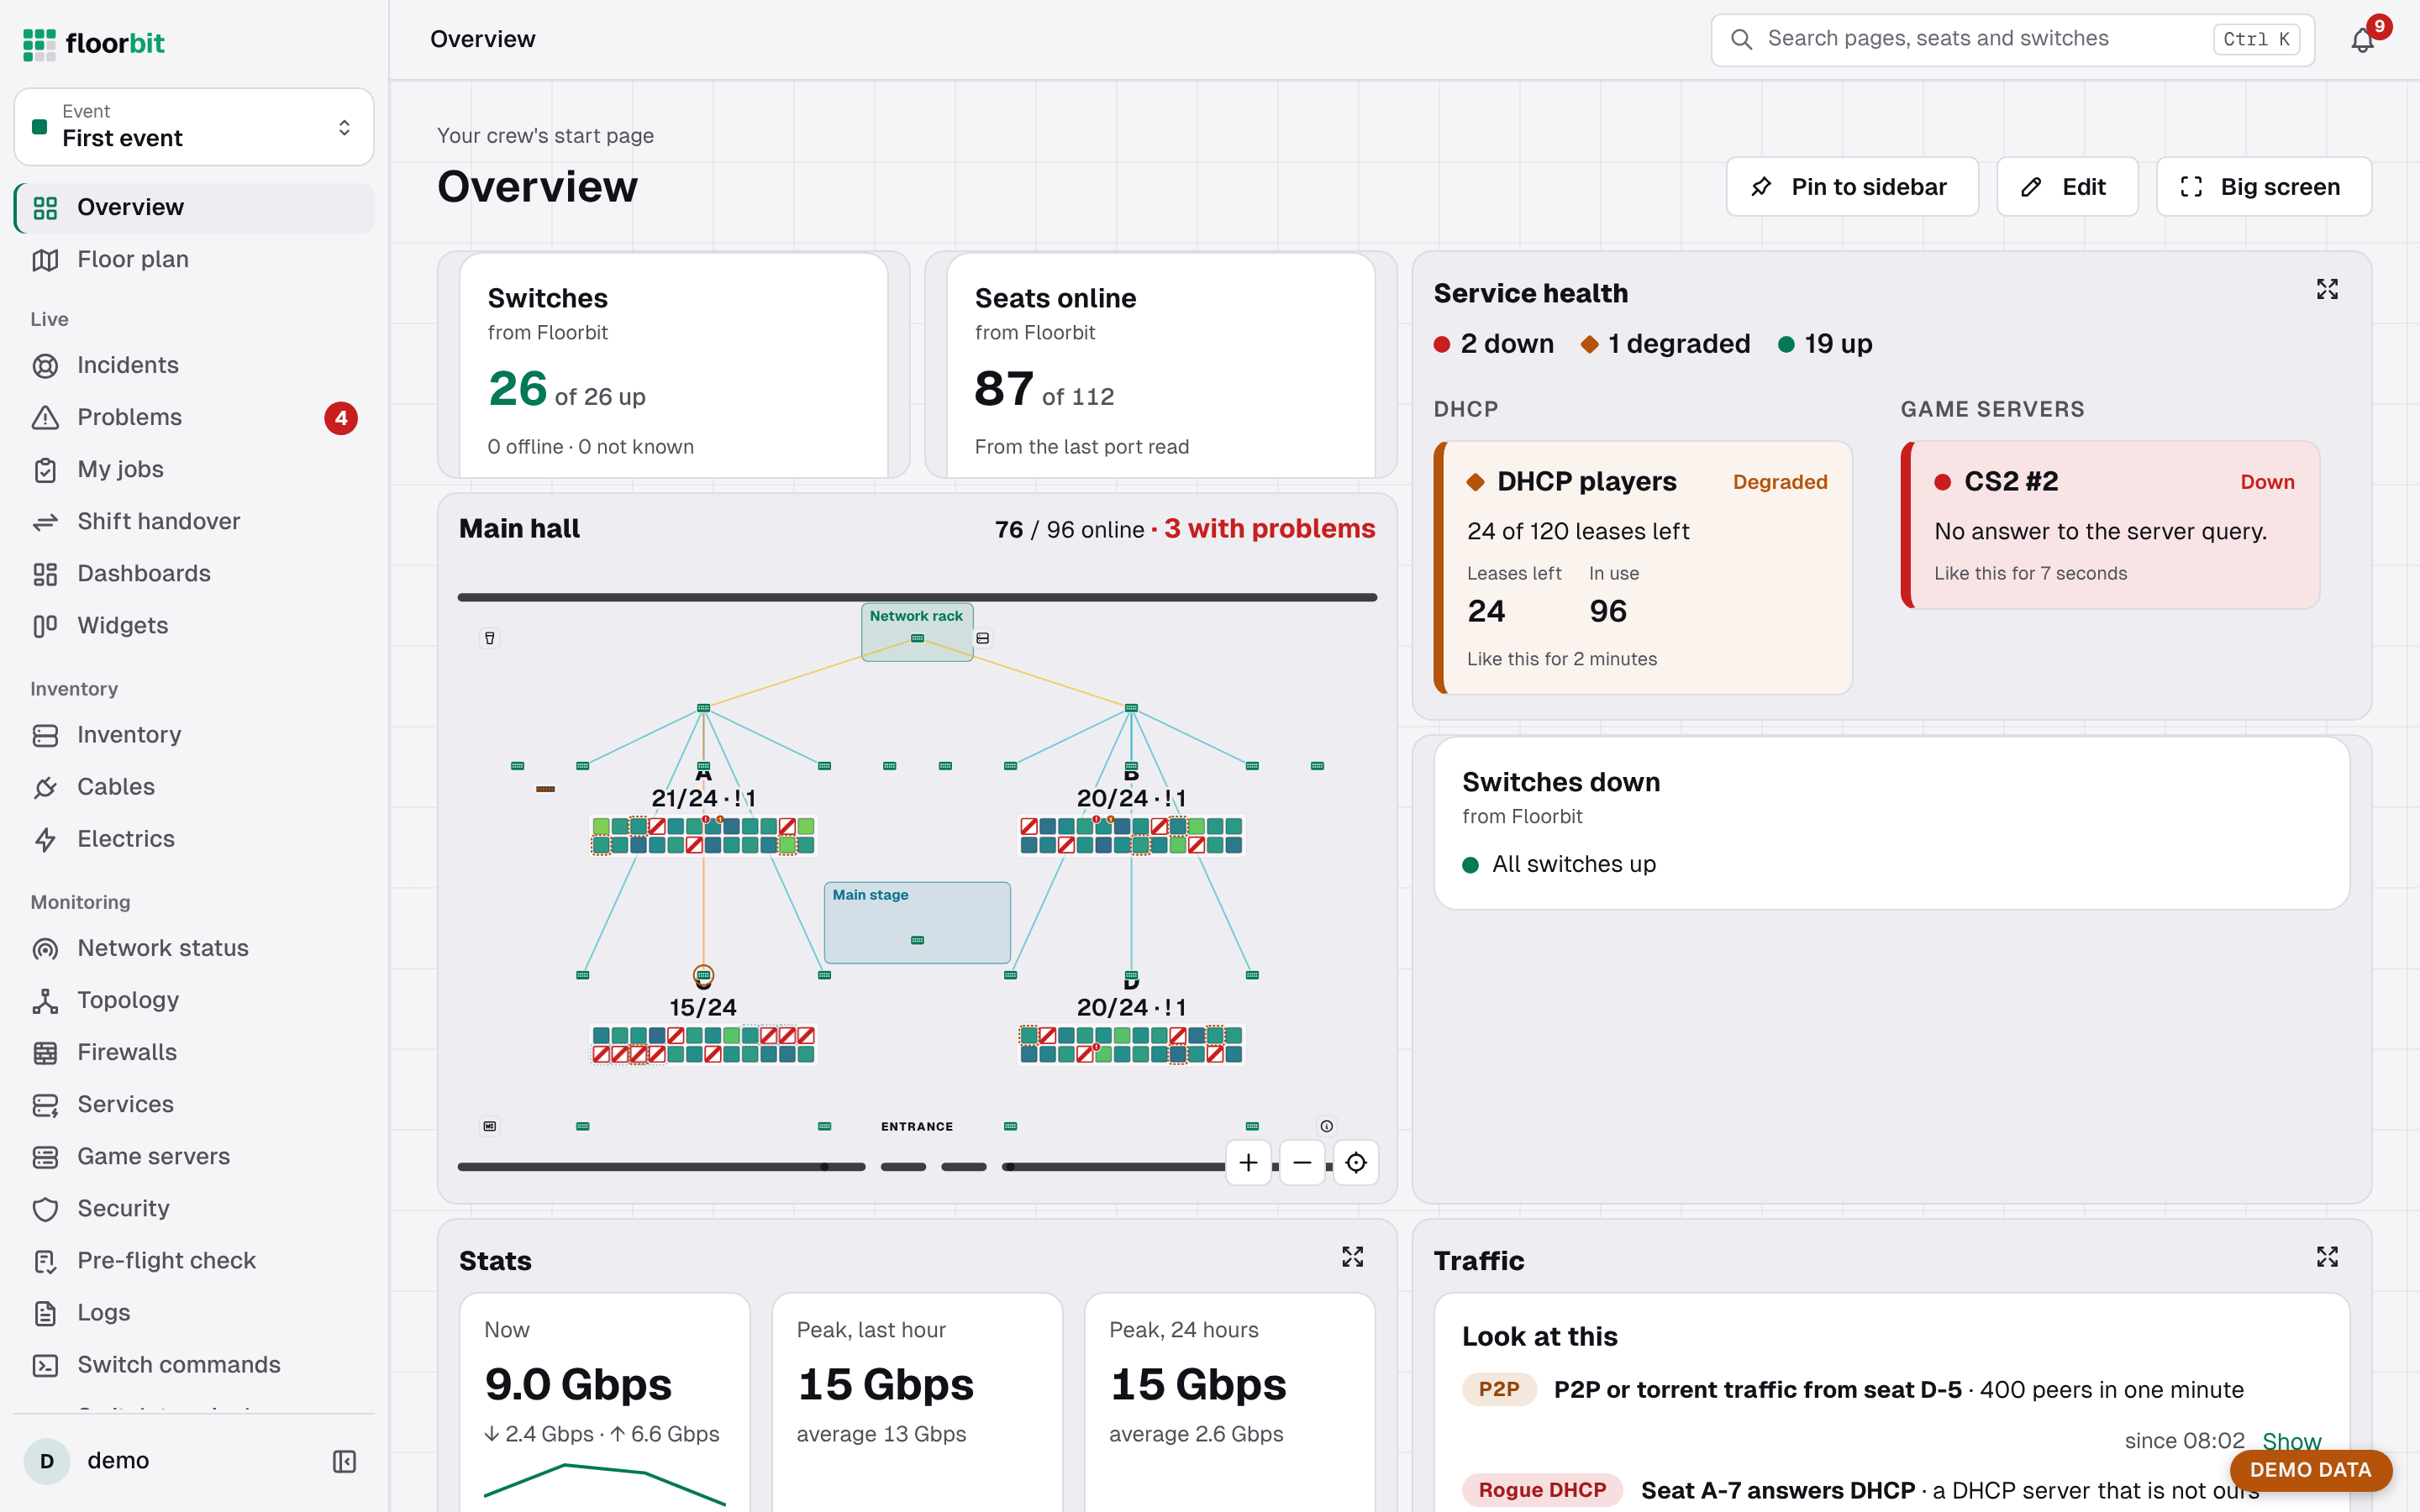 floorbit
Event
First event
Overview
Floor plan
Live
Incidents
Problems 4
My jobs
Shift handover
Dashboards
Widgets
Inventory
Inventory
Cables
Electrics
Monitoring
Network status
Topology
Firewalls
Services
Game servers
Security
Pre-flight check
Logs
Switch commands
D demo
Overview
Search pages, seats and switches Ctrl K
9
Your crew's start page
Overview
Pin to sidebar Edit Big screen
Switches
from Floorbit
26 of 26 up
0 offline · 0 not known
Seats online
from Floorbit
87 of 112
From the last port read
Main hall 76 / 96 online · 3 with problems
Network rack
A
21/24 · ! 1
B
20/24 · ! 1
Main stage
15/24
D
20/24 · ! 1
WC
ENTRANCE
Service health
2 down 1 degraded 19 up
DHCP
DHCP players Degraded
24 of 120 leases left
Leases left In use
24 96
Like this for 2 minutes
GAME SERVERS
CS2 #2 Down
No answer to the server query.
Like this for 7 seconds
Switches down
from Floorbit
All switches up
Stats
Now
9.0 Gbps
↓ 2.4 Gbps · ↑ 6.6 Gbps
Peak, last hour
15 Gbps
average 13 Gbps
Peak, 24 hours
15 Gbps
average 2.6 Gbps
Traffic
Look at this
P2P P2P or torrent traffic from seat D-5 · 400 peers in one minute
since 08:02 Show
Rogue DHCP Seat A-7 answers DHCP · a DHCP server that is not ours
DEMO DATA